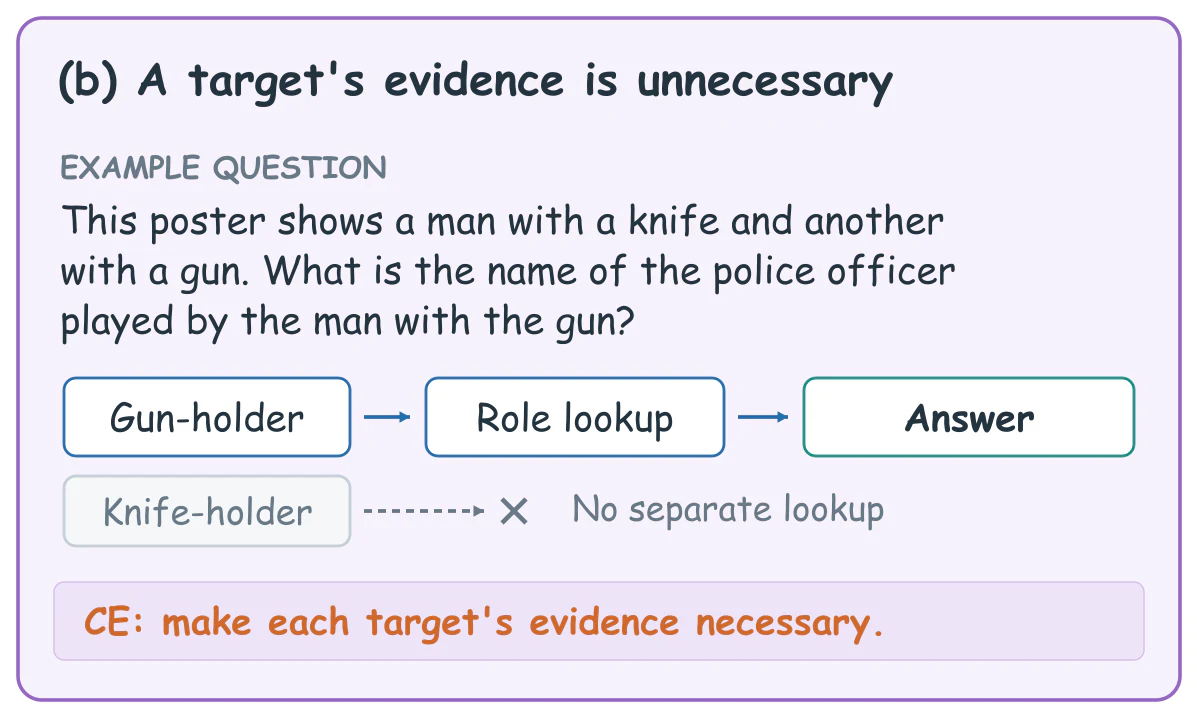 (b) A target's evidence is unnecessary
EXAMPLE QUESTION
This poster shows a man with a knife and another
with a gun. What is the name of the police officer
played by the man with the gun?
Gun-holder
Role lookup
Answer
Knife-holder
No separate lookup
CE: make each target's evidence necessary.